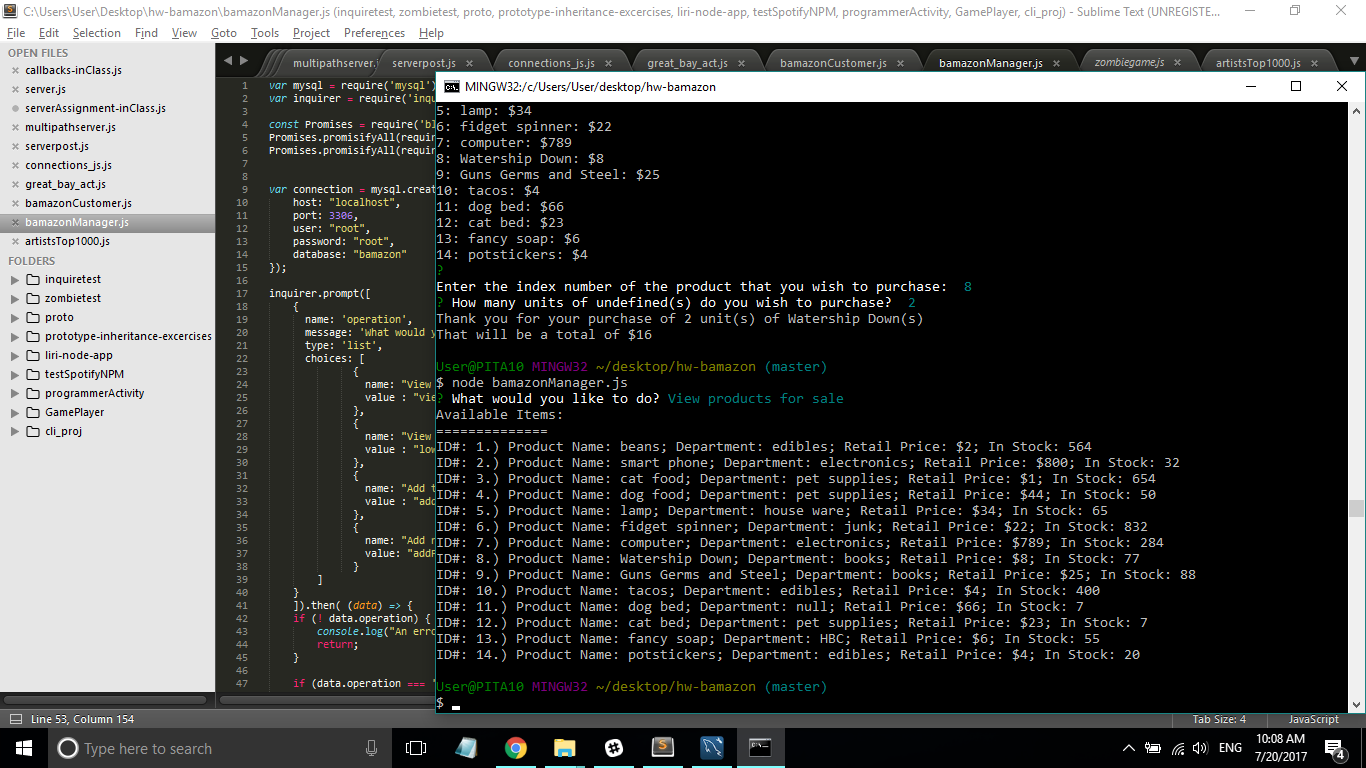 C:\Users\User\Desktop\hw-bamazon\bamazonManager.js (inquiretest, zombietest, proto, prototype-inheritance-excercises, liri-node-app, testSpotifyNPM, programmerActivity, GamePlayer, cli_proj) - Sublime Text (UNREGISTE...
File Edit Selection Find View Goto Tools Project Preferences Help
OPEN FILES
callbacks-inClass.js
server.js
serverAssignment-inClass.js
multipathserver.js
serverpost.js
connections_js.js
great_bay_act.js
bamazonCustomer.js
bamazonManager.js
artistsTop1000.js
FOLDERS
inquiretest
zombietest
proto
prototype-inheritance-excercises
liri-node-app
testSpotifyNPM
programmerActivity
GamePlayer
cli_proj
multipathserver.j serverpost.js connections_js.js great_bay_act.js bamazonCustomer.js bamazonManager.js zombiegame.js artistsTop1000.js
1 var mysql = require('mysql')
2 var inquirer = require('inqu
3
4 const Promises = require('bl
5 Promises.promisifyAll(requir
6 Promises.promisifyAll(requir
7
8
9 var connection = mysql.creat
10 host: "localhost",
11 port: 3306,
12 user: "root",
13 password: "root",
14 database: "bamazon"
15 });
16
17 inquirer.prompt([
18 {
19 name: 'operation',
20 message: 'What would y
21 type: 'list',
22 choices: [
23 {
24 name: "View
25 value : "vie
26 },
27 {
28 name: "View
29 value : "low
30 },
31 {
32 name: "Add t
33 value : "add
34 },
35 {
36 name: "Add n
37 value: "addP
38 }
39 ]
40 }
41 ]).then( (data) => {
42 if (! data.operation) {
43 console.log("An erro
44 return;
45 }
46
47 if (data.operation === '
MINGW32:/c/Users/User/desktop/hw-bamazon
5: lamp: $34
6: fidget spinner: $22
7: computer: $789
8: Watership Down: $8
9: Guns Germs and Steel: $25
10: tacos: $4
11: dog bed: $66
12: cat bed: $23
13: fancy soap: $6
14: potstickers: $4
?
Enter the index number of the product that you wish to purchase: 8
? How many units of undefined(s) do you wish to purchase? 2
Thank you for your purchase of 2 unit(s) of Watership Down(s)
That will be a total of $16
User@PITA10 MINGW32 ~/desktop/hw-bamazon (master)
$ node bamazonManager.js
? What would you like to do? View products for sale
Available Items:
==============
ID#: 1.) Product Name: beans; Department: edibles; Retail Price: $2; In Stock: 564
ID#: 2.) Product Name: smart phone; Department: electronics; Retail Price: $800; In Stock: 32
ID#: 3.) Product Name: cat food; Department: pet supplies; Retail Price: $1; In Stock: 654
ID#: 4.) Product Name: dog food; Department: pet supplies; Retail Price: $44; In Stock: 50
ID#: 5.) Product Name: lamp; Department: house ware; Retail Price: $34; In Stock: 65
ID#: 6.) Product Name: fidget spinner; Department: junk; Retail Price: $22; In Stock: 832
ID#: 7.) Product Name: computer; Department: electronics; Retail Price: $789; In Stock: 284
ID#: 8.) Product Name: Watership Down; Department: books; Retail Price: $8; In Stock: 77
ID#: 9.) Product Name: Guns Germs and Steel; Department: books; Retail Price: $25; In Stock: 88
ID#: 10.) Product Name: tacos; Department: edibles; Retail Price: $4; In Stock: 400
ID#: 11.) Product Name: dog bed; Department: null; Retail Price: $66; In Stock: 7
ID#: 12.) Product Name: cat bed; Department: pet supplies; Retail Price: $23; In Stock: 7
ID#: 13.) Product Name: fancy soap; Department: HBC; Retail Price: $6; In Stock: 55
ID#: 14.) Product Name: potstickers; Department: edibles; Retail Price: $4; In Stock: 20
User@PITA10 MINGW32 ~/desktop/hw-bamazon (master)
$
Line 53, Column 154 Tab Size: 4 JavaScript
Type here to search
ENG
10:08 AM
7/20/2017
4